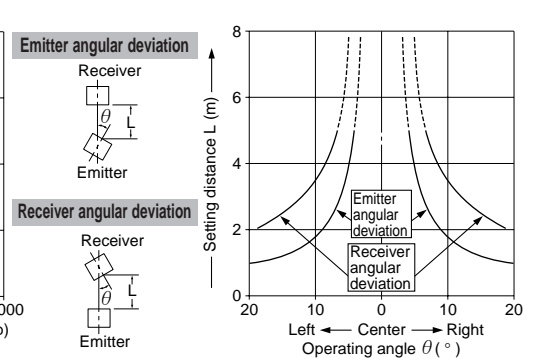 Emitter angular deviation
Receiver
θ
L
Emitter
Receiver angular deviation
Receiver
θ
L
Emitter
000
)
Setting distance L (m)
8
6
4
2
0
Emitter
angular
deviation
Receiver
angular
deviation
20 10 0 10 20
Left Center Right
Operating angle θ ( ° )